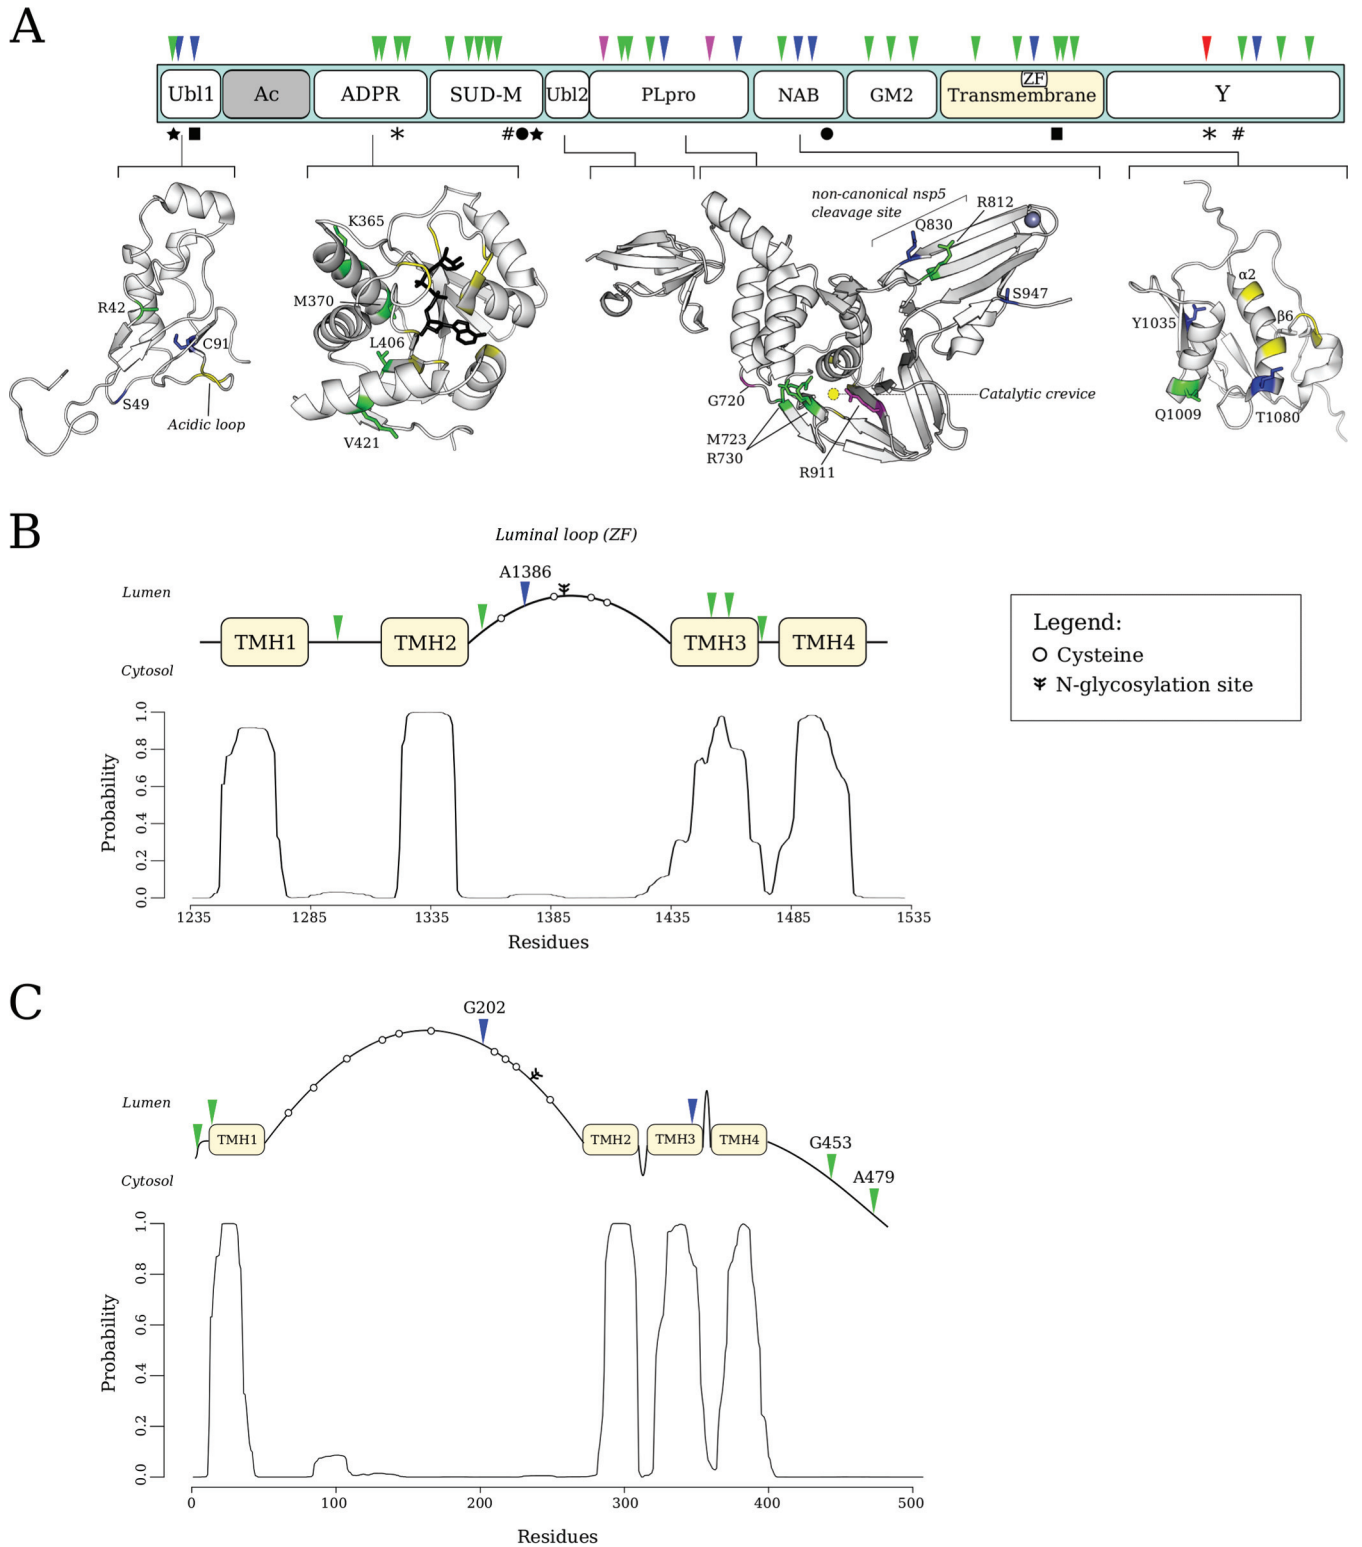 A
Ubl1 Ac ADPR SUD-M Ubl2 PLpro NAB GM2 ZF Transmembrane Y
* # * #
non-canonical nsp5
cleavage site
R812
Q830
K365
M370
L406
V421
R42
C91
S49
Acidic loop
S947
G720
M723
R730
R911
Catalytic crevice
α2
β6
Y1035
Q1009
T1080
B
Luminal loop (ZF)
A1386
Lumen
TMH1 TMH2 TMH3 TMH4
Cytosol
Legend:
Cysteine
N-glycosylation site
Probability
1.0
0.8
0.6
0.4
0.2
0.0
1235 1285 1335 1385 1435 1485 1535
Residues
C
G202
Lumen
TMH1 TMH2 TMH3 TMH4
G453
A479
Cytosol
Probability
1.0
0.8
0.6
0.4
0.2
0.0
0 100 200 300 400 500
Residues